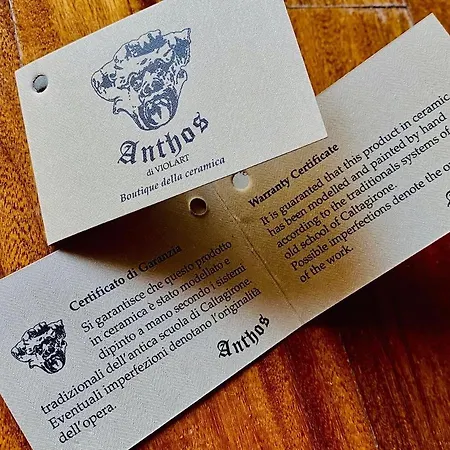 Anthos
di VIOLART
Boutique della ceramica
Certificato di Garanzia
Si garantisce che questo prodotto
in ceramica è stato modellato e
dipinto a mano secondo i sistemi
tradizionali dell'antica scuola di Caltagirone.
Eventuali imperfezioni denotano l'originalità
dell'opera.
Anthos
Warranty Certificate
It is guaranted that this product in ceramic
has been modelled and painted by hand
according to the traditionals systems of
old school of Caltagirone.
Possible imperfections denote the
of the work.